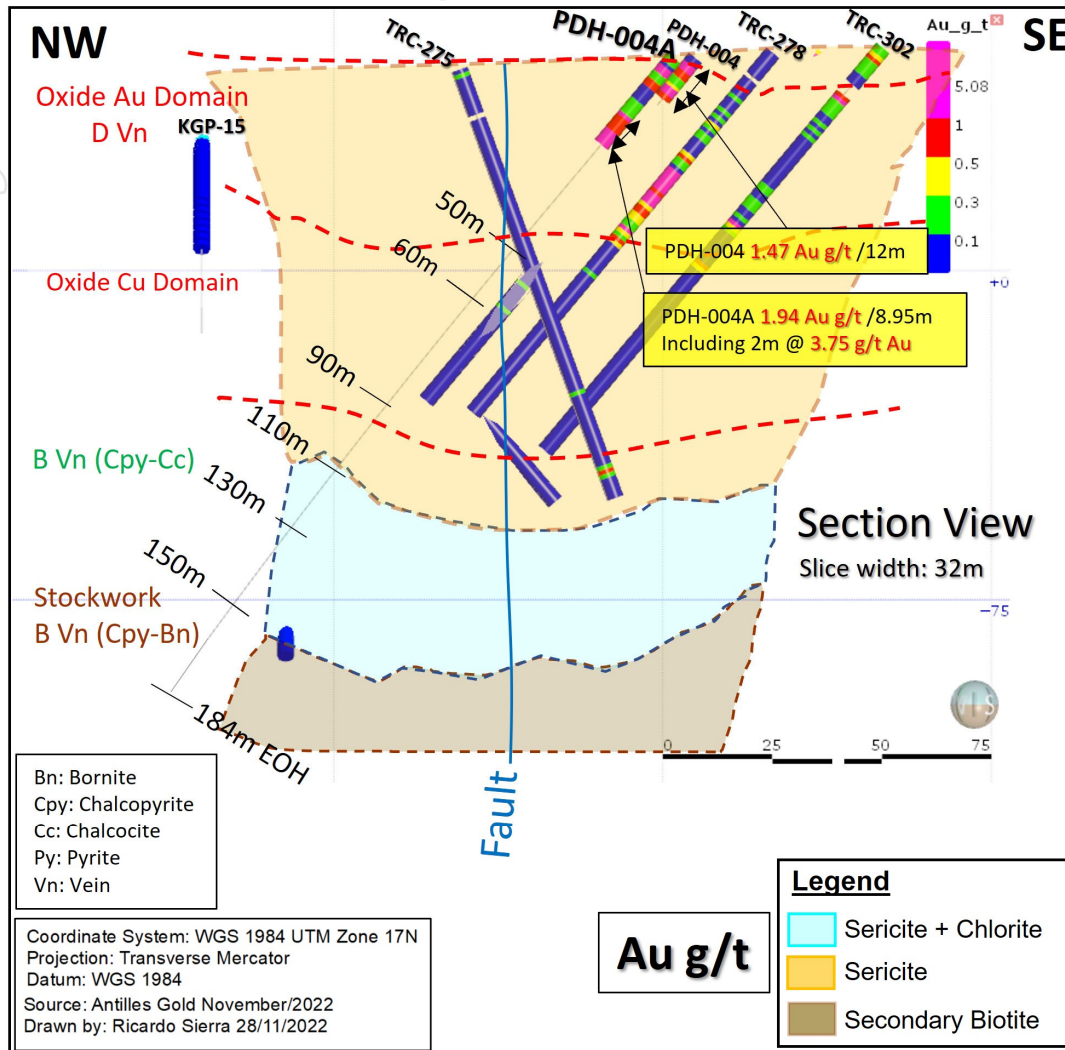 NW
SE
TRC-275
PDH-004A
PDH-004
TRC-278
TRC-302
Au_g_t
5.08
1
0.5
0.3
0.1
Oxide Au Domain
D Vn
KGP-15
50m
60m
PDH-004 1.47 Au g/t /12m
Oxide Cu Domain
+0
PDH-004A 1.94 Au g/t /8.95m
Including 2m @ 3.75 g/t Au
90m
110m
B Vn (Cpy-Cc)
130m
Section View
Slice width: 32m
150m
Stockwork
B Vn (Cpy-Bn)
−75
184m EOH
0 25 50 75
Fault
Bn: Bornite
Cpy: Chalcopyrite
Cc: Chalcocite
Py: Pyrite
Vn: Vein
Coordinate System: WGS 1984 UTM Zone 17N
Projection: Transverse Mercator
Datum: WGS 1984
Source: Antilles Gold November/2022
Drawn by: Ricardo Sierra 28/11/2022
Au g/t
Legend
Sericite + Chlorite
Sericite
Secondary Biotite